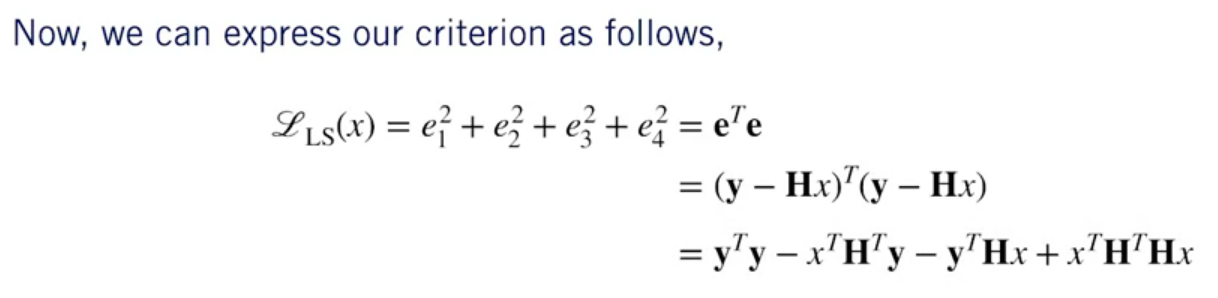 Now, we can express our criterion as follows,
ℒ_LS(x) = e₁² + e₂² + e₃² + e₄² = 𝐞ᵀ𝐞
= (𝐲 − 𝐇x)ᵀ(𝐲 − 𝐇x)
= 𝐲ᵀ𝐲 − xᵀ𝐇ᵀ𝐲 − 𝐲ᵀ𝐇x + xᵀ𝐇ᵀ𝐇x